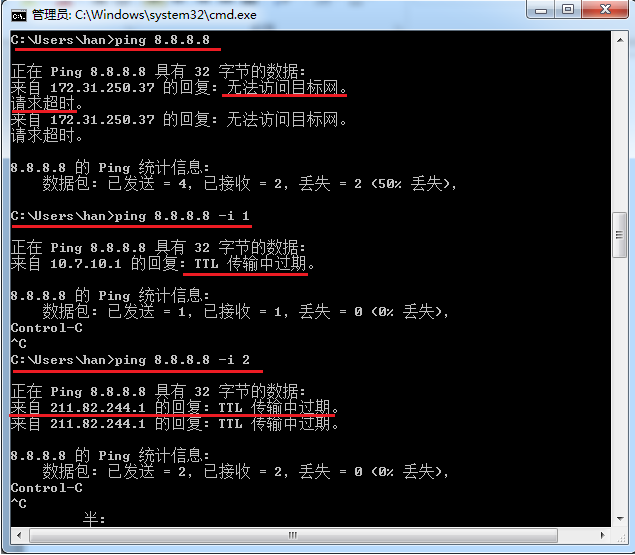 管理员: C:\Windows\system32\cmd.exe
C:\Users\han>ping 8.8.8.8
正在 Ping 8.8.8.8 具有 32 字节的数据:
来自 172.31.250.37 的回复: 无法访问目标网。
请求超时。
来自 172.31.250.37 的回复: 无法访问目标网。
请求超时。
8.8.8.8 的 Ping 统计信息:
数据包: 已发送 = 4，已接收 = 2，丢失 = 2 (50% 丢失)，
C:\Users\han>ping 8.8.8.8 -i 1
正在 Ping 8.8.8.8 具有 32 字节的数据:
来自 10.7.10.1 的回复: TTL 传输中过期。
8.8.8.8 的 Ping 统计信息:
数据包: 已发送 = 1，已接收 = 1，丢失 = 0 (0% 丢失)，
Control-C
^C
C:\Users\han>ping 8.8.8.8 -i 2
正在 Ping 8.8.8.8 具有 32 字节的数据:
来自 211.82.244.1 的回复: TTL 传输中过期。
来自 211.82.244.1 的回复: TTL 传输中过期。
8.8.8.8 的 Ping 统计信息:
数据包: 已发送 = 2，已接收 = 2，丢失 = 0 (0% 丢失)，
Control-C
^C
半: